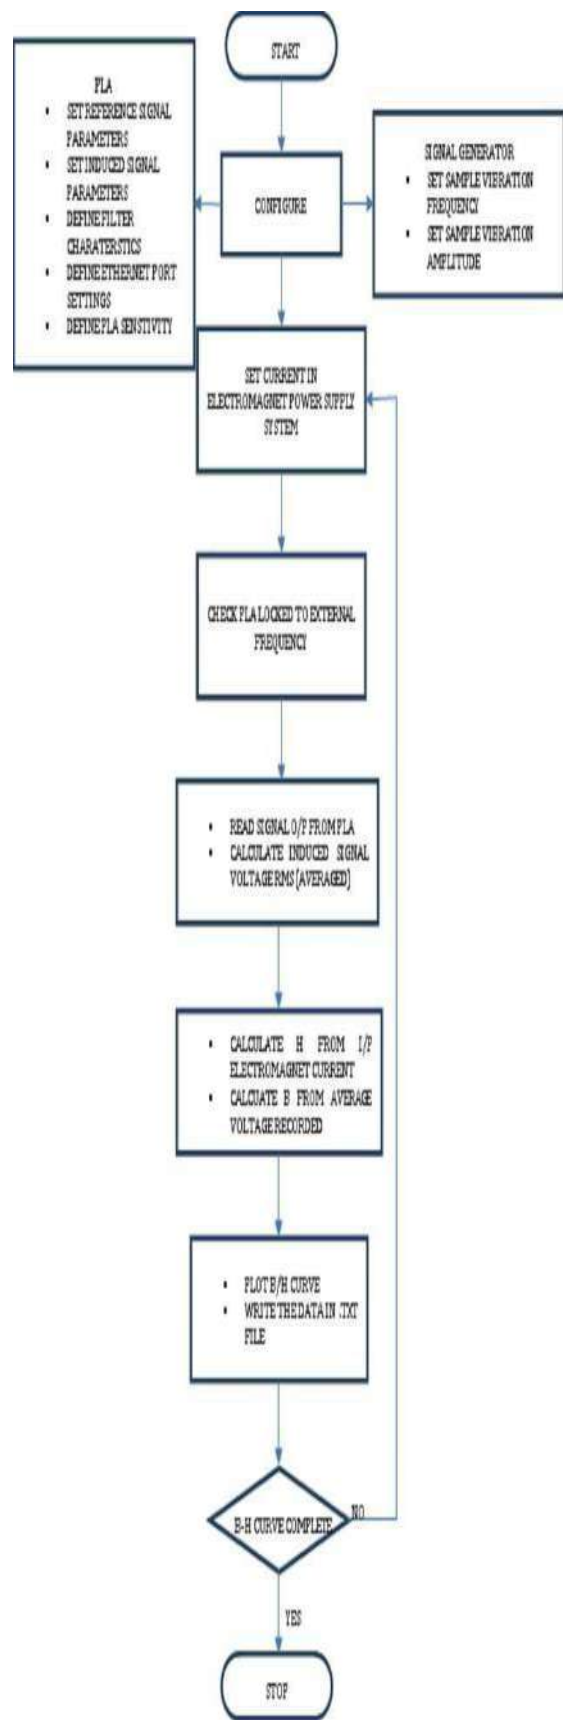 START
PLA
• SET REFERENCE SIGNAL
PARAMETERS
• SET INDUCED SIGNAL
PARAMETERS
• DEFINE FILTER
CHARATERSTICS
• DEFINE ETHERNET PORT
SETTINGS
• DEFINE PLA SENSTIVITY
CONFIGURE
SIGNAL GENERATOR
• SET SAMPLE VIBRATION
FREQUENCY
• SET SAMPLE VIBRATION
AMPLITUDE
SET CURRENT IN
ELECTROMAGNET POWER SUPPLY
SYSTEM
CHECK PLA LOCKED TO EXTERNAL
FREQUENCY
• READ SIGNAL O/P FROM PLA
• CALCULATE INDUCED SIGNAL
VOLTAGE RMS (AVERAGED)
• CALCULATE H FROM I/P
ELECTROMAGNET CURRENT
• CALCUATE B FROM AVERAGE
VOLTAGE RECORDED
• PLOT B/H CURVE
• WRITE THE DATA IN .TXT
FILE
B-H CURVE COMPLETE
NO
YES
STOP